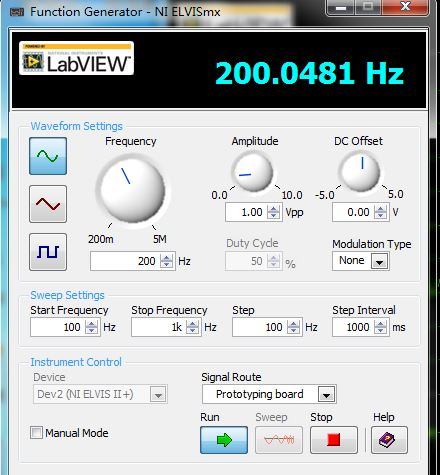 Function Generator - NI ELVISmx
POWERED BY
NATIONAL INSTRUMENTS
LabVIEW™
200.0481 Hz
Waveform Settings
Frequency
Amplitude
DC Offset
0.0 10.0
-5.0 5.0
200m 5M
1.00 Vpp
0.00 V
200 Hz
Duty Cycle
50 %
Modulation Type
None
Sweep Settings
Start Frequency Stop Frequency Step Step Interval
100 Hz 1k Hz 100 Hz 1000 ms
Instrument Control
Device
Signal Route
Dev2 (NI ELVIS II+)
Prototyping board
Run Sweep Stop Help
Manual Mode